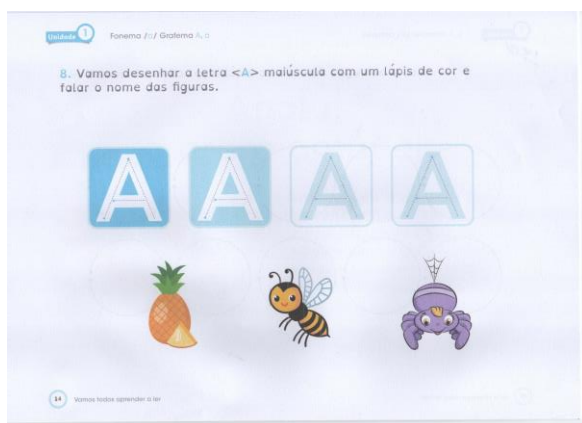 Unidade 1
Fonema /a/ Grafema A, a
8. Vamos desenhar a letra <A> maiúscula com um lápis de cor e
falar o nome das figuras.
A A A A
14 Vamos todos aprender a ler